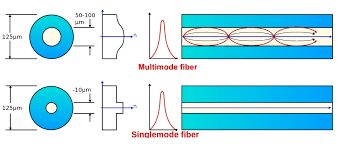 50-100
µm
125µm
n
Multimode fiber
-10µm
125µm
n
Singlemode fiber